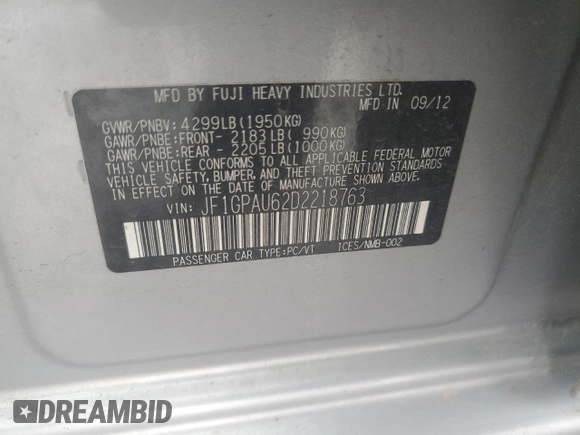 MFD BY FUJI HEAVY INDUSTRIES LTD.
MFD IN 09/12
GVWR/PNBV: 4299LB(1950KG)
GAWR/PNBE:FRONT- 2183LB( 990KG)
GAWR/PNBE:REAR - 2205LB(1000KG)
THIS VEHICLE CONFORMS TO ALL APPLICABLE FEDERAL MOTOR
VEHICLE SAFETY, BUMPER, AND THEFT PREVENTION STANDARDS
IN EFFECT ON THE DATE OF MANUFACTURE SHOWN ABOVE.
VIN: JF1GPAU62D2218763
PASSENGER CAR TYPE:PC/VT ICES/NMB-002
DREAMBID